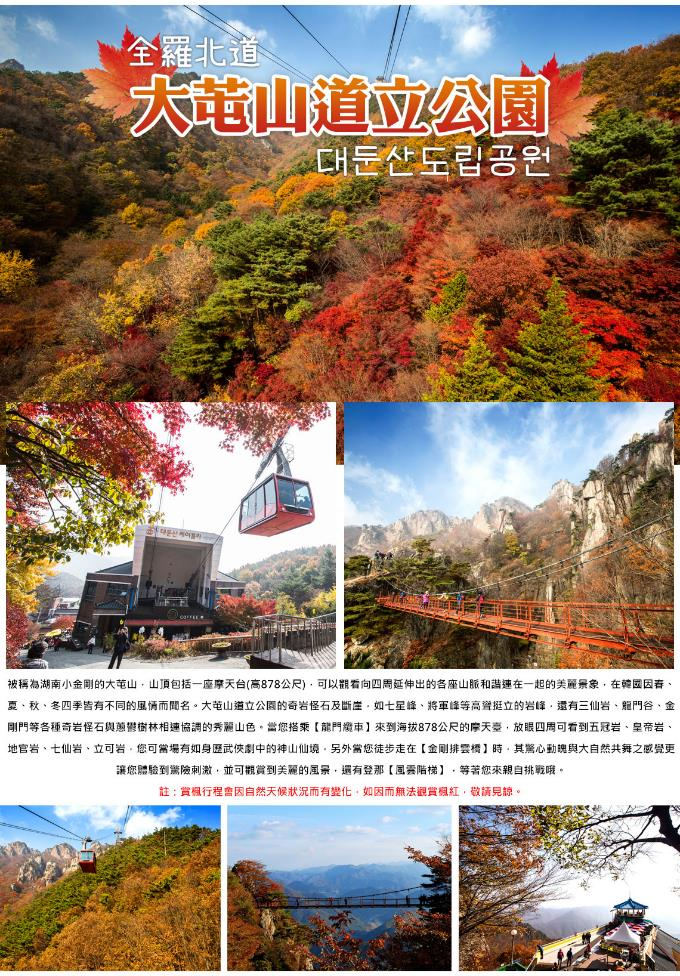 全羅北道
大芚山道立公園
대둔산도립공원
대둔산 케이블카
COFFEE
被稱為湖南小金剛的大芚山，山頂包括一座摩天台(高878公尺)，可以觀看向四周延伸出的各座山脈和諧連在一起的美麗景象，在韓國因春、
夏、秋、冬四季皆有不同的風情而聞名。大芚山道立公園的奇岩怪石及斷崖，如七星峰、將軍峰等高聳挺立的岩峰，還有三仙岩、龍門谷、金
剛門等各種奇岩怪石與蔥鬱樹林相連協調的秀麗山色。當您搭乘【龍門纜車】來到海拔878公尺的摩天臺，放眼四周可看到五冠岩、皇帝岩、
地官岩、七仙岩、立可岩，您可當場有如身歷武俠劇中的神山仙境，另外當您徒步走在【金剛排雲橋】時，其驚心動魄與大自然共舞之感覺更
讓您體驗到驚險刺激，並可觀賞到美麗的風景，還有登那【風雲階梯】，等著您來親自挑戰哦。
註：賞楓行程會因自然天候狀況而有變化，如因而無法觀賞楓紅，敬請見諒。